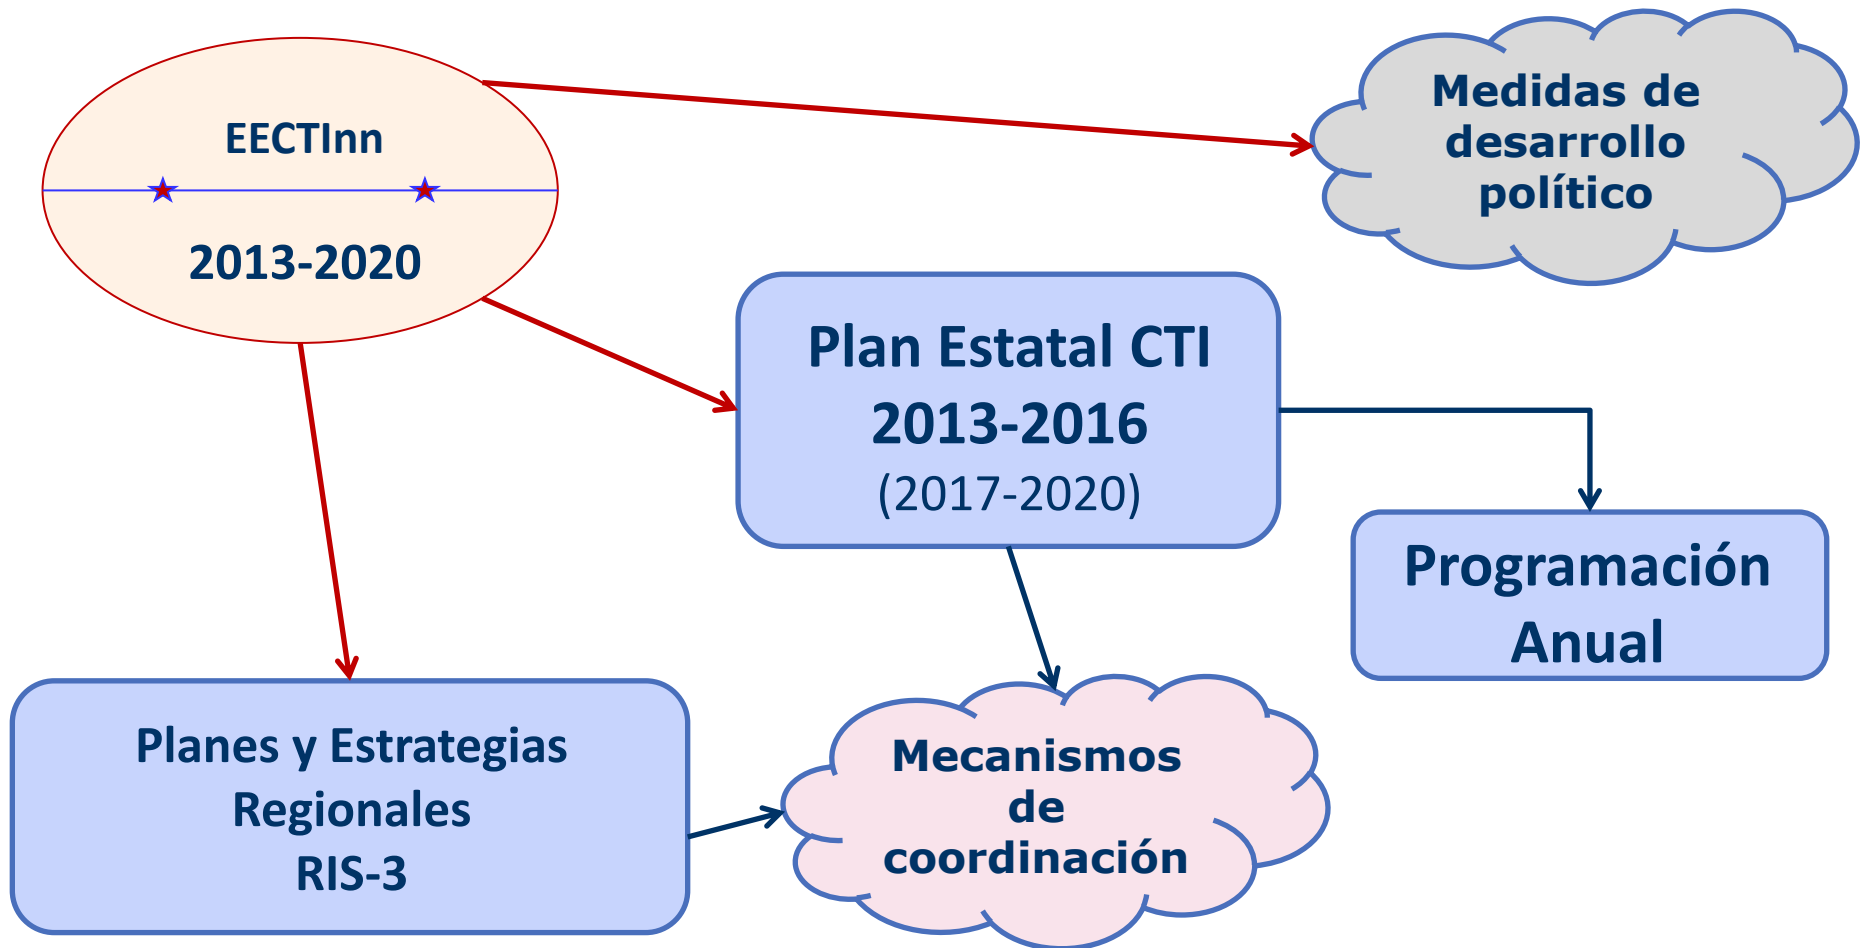 EECTInn
2013-2020
Medidas de
desarrollo
político
Plan Estatal CTI
2013-2016
(2017-2020)
Programación
Anual
Planes y Estrategias
Regionales
RIS-3
Mecanismos
de
coordinación